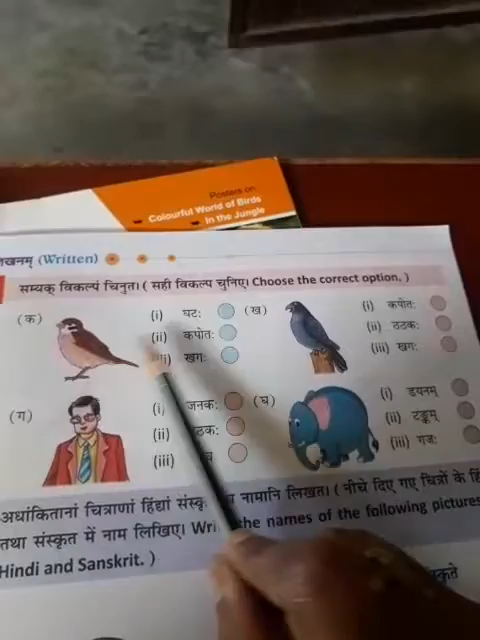 Posters on
Colourful World of Birds
In the Jungle
(Written)
सम्यक् विकल्पं चिनुत। ( सही विकल्प चुनिए। Choose the correct option. )
(क)
(i) घटः
(ii) कपोतः
खगः
(ख)
(i) कपोतः
(ii) ठठकः
(iii) खगः
(ग)
(i) जनकः
(ii)
(iii)
(घ)
(i) डयनम्
(ii) टङ्कम्
(iii) गजः
अधांकितानां चित्राणां हिंद्यां नामानि लिखत। ( नीचे दिए गए चित्रों के
तथा संस्कृत में नाम लिखिए। the names of the following pictures
Hindi and Sanskrit. )